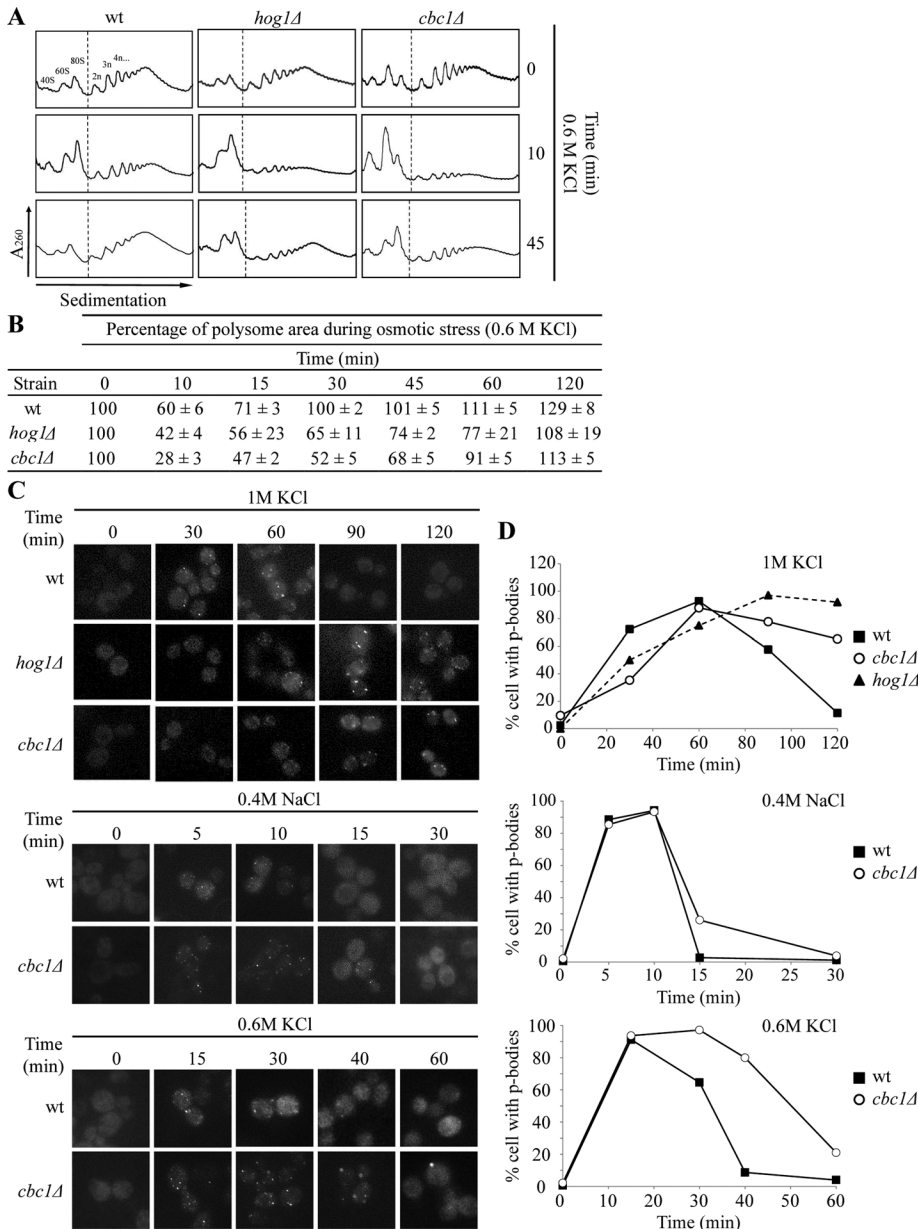 A
wt
hog1Δ
cbc1Δ
40S 60S 80S 2n 3n 4n...
0
10
45
Time (min)
0.6 M KCl
A260
Sedimentation
B
Percentage of polysome area during osmotic stress (0.6 M KCl)
Time (min)
Strain 0 10 15 30 45 60 120
wt 100 60 ± 6 71 ± 3 100 ± 2 101 ± 5 111 ± 5 129 ± 8
hog1Δ 100 42 ± 4 56 ± 23 65 ± 11 74 ± 2 77 ± 21 108 ± 19
cbc1Δ 100 28 ± 3 47 ± 2 52 ± 5 68 ± 5 91 ± 5 113 ± 5
C
1M KCl
Time (min) 0 30 60 90 120
wt
hog1Δ
cbc1Δ
0.4M NaCl
Time (min) 0 5 10 15 30
wt
cbc1Δ
0.6M KCl
Time (min) 0 15 30 40 60
wt
cbc1Δ
D
1M KCl
% cell with p-bodies
120
100
80
60
40
20
0
0 20 40 60 80 100 120
Time (min)
wt
cbc1Δ
hog1Δ
0.4M NaCl
% cell with p-bodies
100
80
60
40
20
0
0 5 10 15 20 25 30
Time (min)
wt
cbc1Δ
0.6M KCl
% cell with p-bodies
100
80
60
40
20
0
0 10 20 30 40 50 60
Time (min)
wt
cbc1Δ